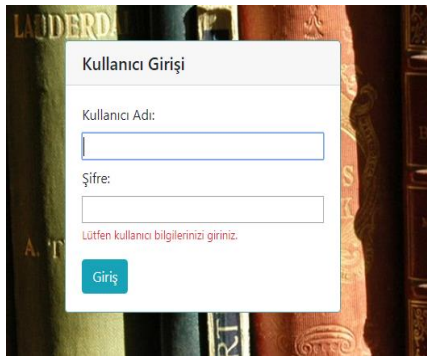 LAUDERDA
Kullanıcı Girişi
Kullanıcı Adı:
Şifre:
Lütfen kullanıcı bilgilerinizi giriniz.
Giriş